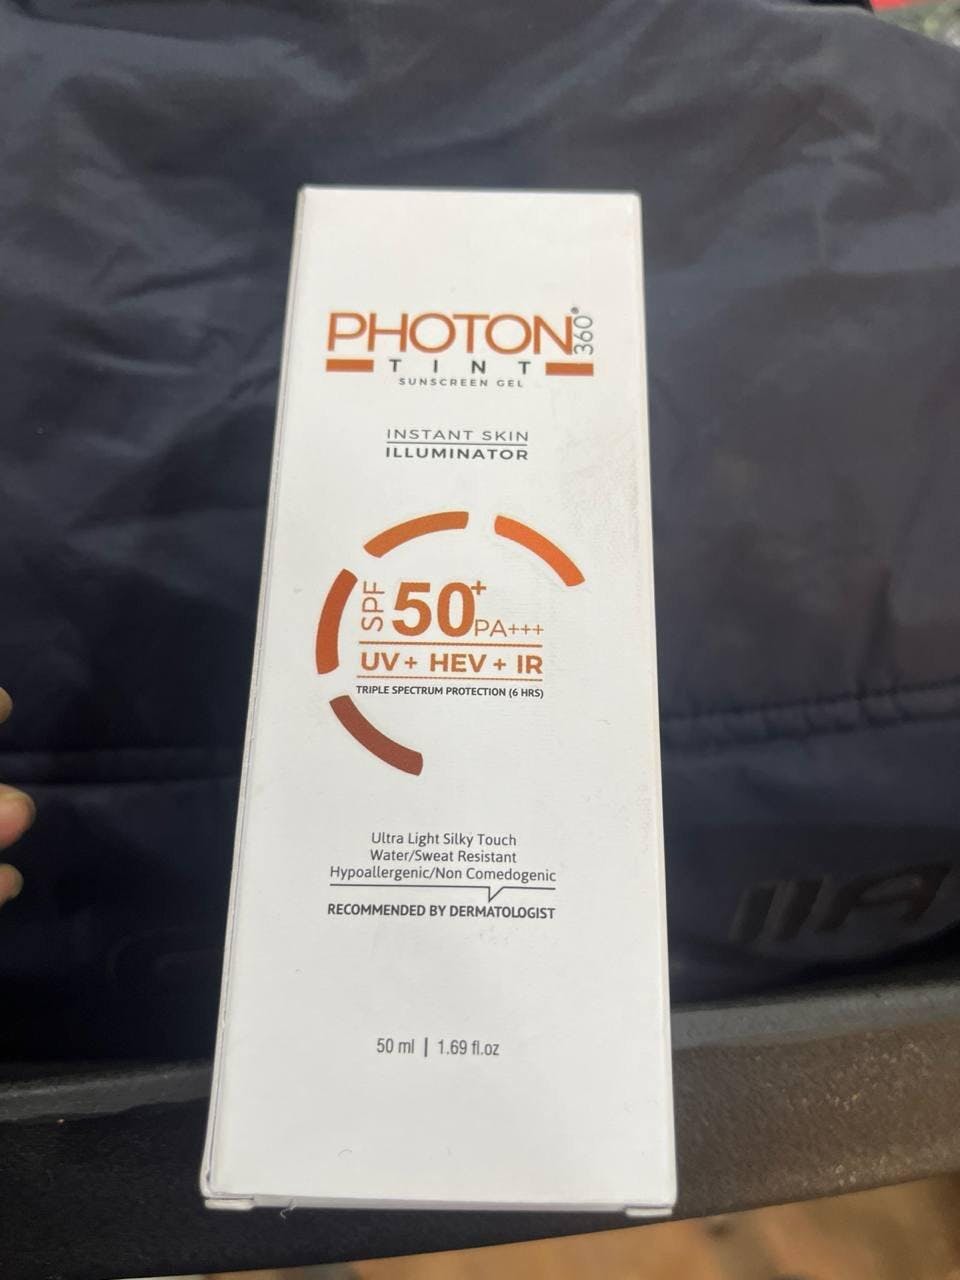 PHOTON 360°
TINT
SUNSCREEN GEL
INSTANT SKIN
ILLUMINATOR
SPF 50+ PA+++
UV + HEV + IR
TRIPLE SPECTRUM PROTECTION (6 HRS)
Ultra Light Silky Touch
Water/Sweat Resistant
Hypoallergenic/Non Comedogenic
RECOMMENDED BY DERMATOLOGIST
50 ml | 1.69 fl.oz